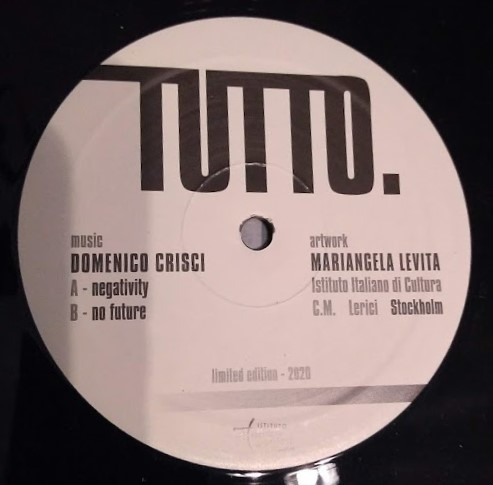 TUTTO.
music
DOMENICO CRISCI
A - negativity
B - no future
artwork
MARIANGELA LEVITA
Istituto Italiano di Cultura
C.M. Lerici Stockholm
limited edition - 2020